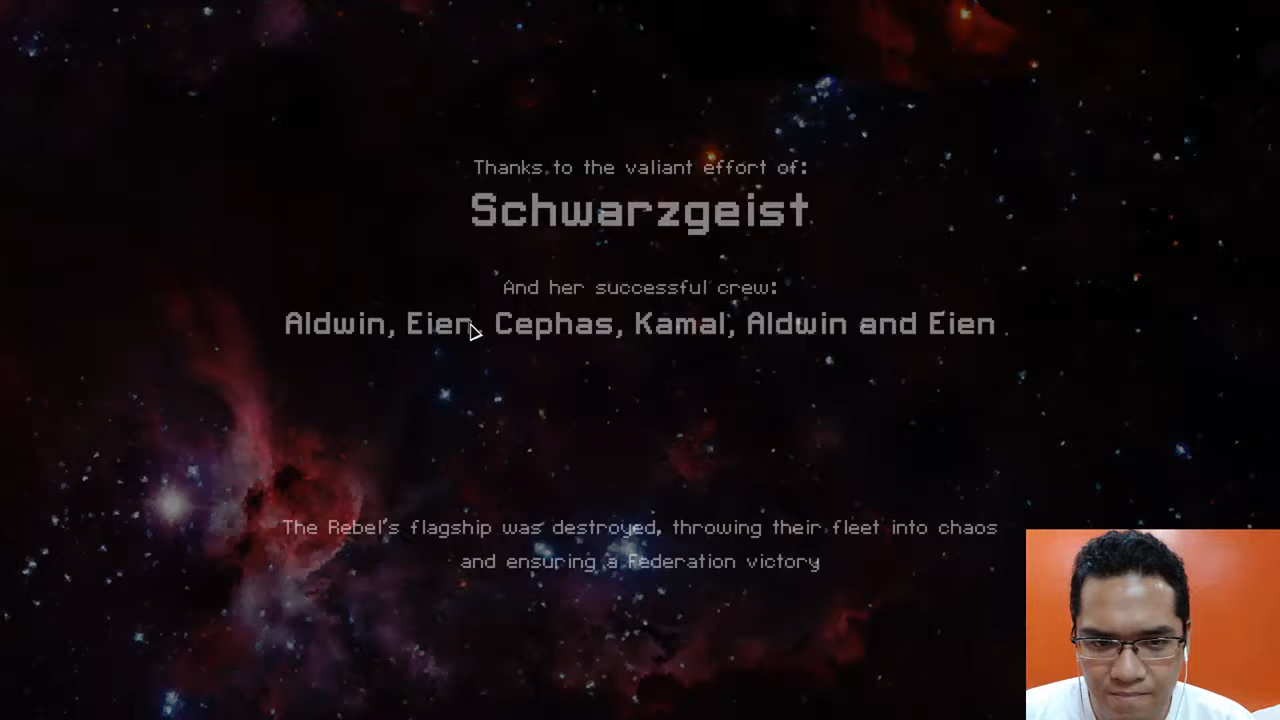 Thanks to the valiant effort of:
Schwarzgeist
And her successful crew:
Aldwin, Eien, Cephas, Kamal, Aldwin and Eien
The Rebel's flagship was destroyed, throwing their fleet into chaos
and ensuring a Federation victory